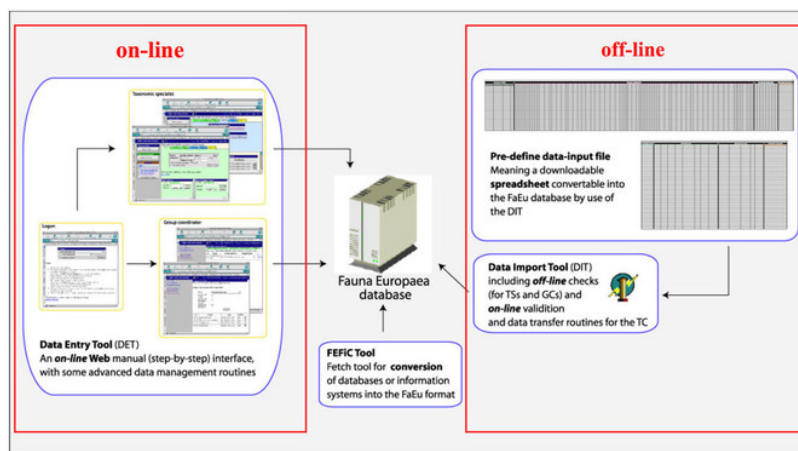 on-line
off-line
Taxonomic specialist
Logon
Group coordinator
Data Entry Tool (DET)
An on-line Web manual (step-by-step) interface,
with some advanced data management routines
Fauna Europaea
database
FEFiC Tool
Fetch tool for conversion
of databases or information
systems into the FaEu format
Pre-define data-input file
Meaning a downloadable
spreadsheet convertable into
the FaEu database by use of
the DIT
Data Import Tool (DIT)
including off-line checks
(for TSs and GCs) and
on-line validition
and data transfer routines for the TC